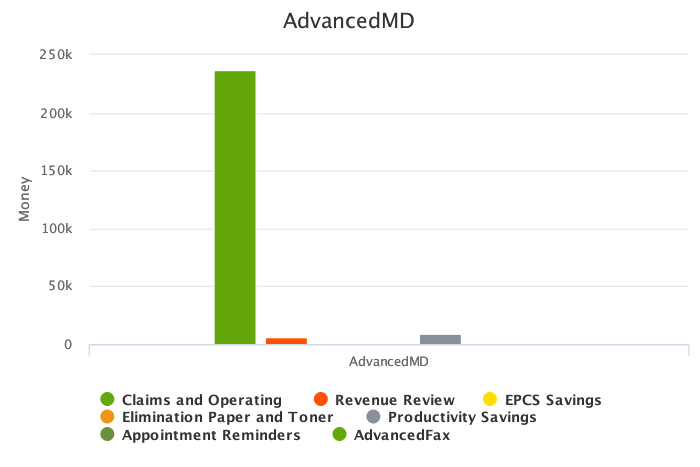 AdvancedMD
250k
200k
150k
100k
50k
0
Money
AdvancedMD
Claims and Operating Revenue Review EPCS Savings
Elimination Paper and Toner Productivity Savings
Appointment Reminders AdvancedFax